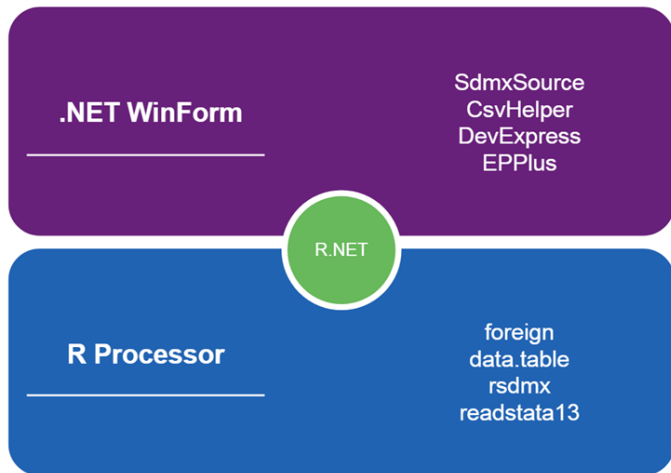 .NET WinForm
SdmxSource
CsvHelper
DevExpress
EPPlus
R.NET
R Processor
foreign
data.table
rsdmx
readstata13